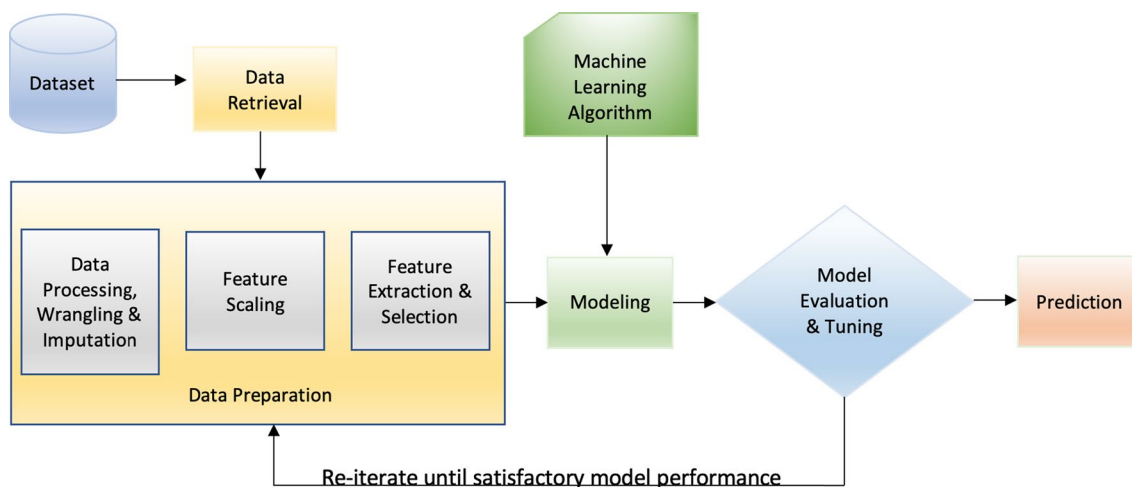 Dataset
Data
Retrieval
Machine
Learning
Algorithm
Data
Processing,
Wrangling &
Imputation
Feature
Scaling
Feature
Extraction &
Selection
Data Preparation
Modeling
Model
Evaluation
& Tuning
Prediction
Re-iterate until satisfactory model performance